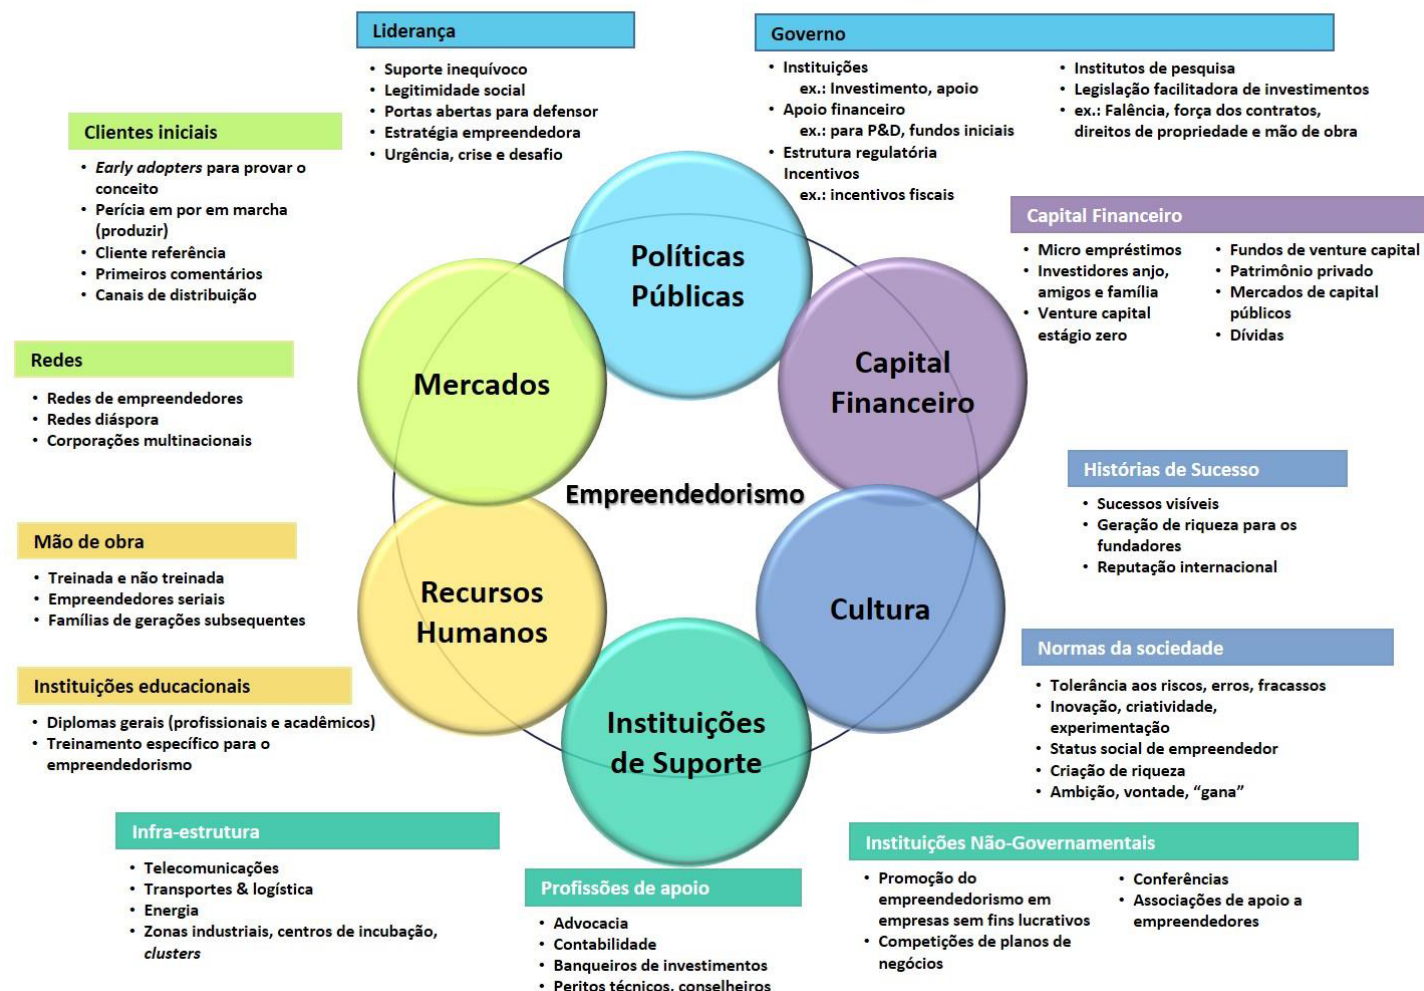 Liderança
• Suporte inequívoco
• Legitimidade social
• Portas abertas para defensor
• Estratégia empreendedora
• Urgência, crise e desafio
Governo
• Instituições
ex.: Investimento, apoio
• Apoio financeiro
ex.: para P&D, fundos iniciais
• Estrutura regulatória
Incentivos
ex.: incentivos fiscais
• Institutos de pesquisa
• Legislação facilitadora de investimentos
• ex.: Falência, força dos contratos,
direitos de propriedade e mão de obra
Clientes iniciais
• Early adopters para provar o
conceito
• Perícia em por em marcha
(produzir)
• Cliente referência
• Primeiros comentários
• Canais de distribuição
Capital Financeiro
• Micro empréstimos
• Investidores anjo,
amigos e família
• Venture capital
estágio zero
• Fundos de venture capital
• Patrimônio privado
• Mercados de capital
públicos
• Dívidas
Políticas
Públicas
Mercados
Capital
Financeiro
Redes
• Redes de empreendedores
• Redes diáspora
• Corporações multinacionais
Empreendedorismo
Histórias de Sucesso
• Sucessos visíveis
• Geração de riqueza para os
fundadores
• Reputação internacional
Mão de obra
• Treinada e não treinada
• Empreendedores seriais
• Famílias de gerações subsequentes
Recursos
Humanos
Cultura
Normas da sociedade
• Tolerância aos riscos, erros, fracassos
• Inovação, criatividade,
experimentação
• Status social de empreendedor
• Criação de riqueza
• Ambição, vontade, “gana”
Instituições educacionais
• Diplomas gerais (profissionais e acadêmicos)
• Treinamento específico para o
empreendedorismo
Instituições
de Suporte
Infra-estrutura
• Telecomunicações
• Transportes & logística
• Energia
• Zonas industriais, centros de incubação,
clusters
Profissões de apoio
• Advocacia
• Contabilidade
• Banqueiros de investimentos
• Peritos técnicos, conselheiros
Instituições Não-Governamentais
• Promoção do
empreendedorismo em
empresas sem fins lucrativos
• Competições de planos de
negócios
• Conferências
• Associações de apoio a
empreendedores